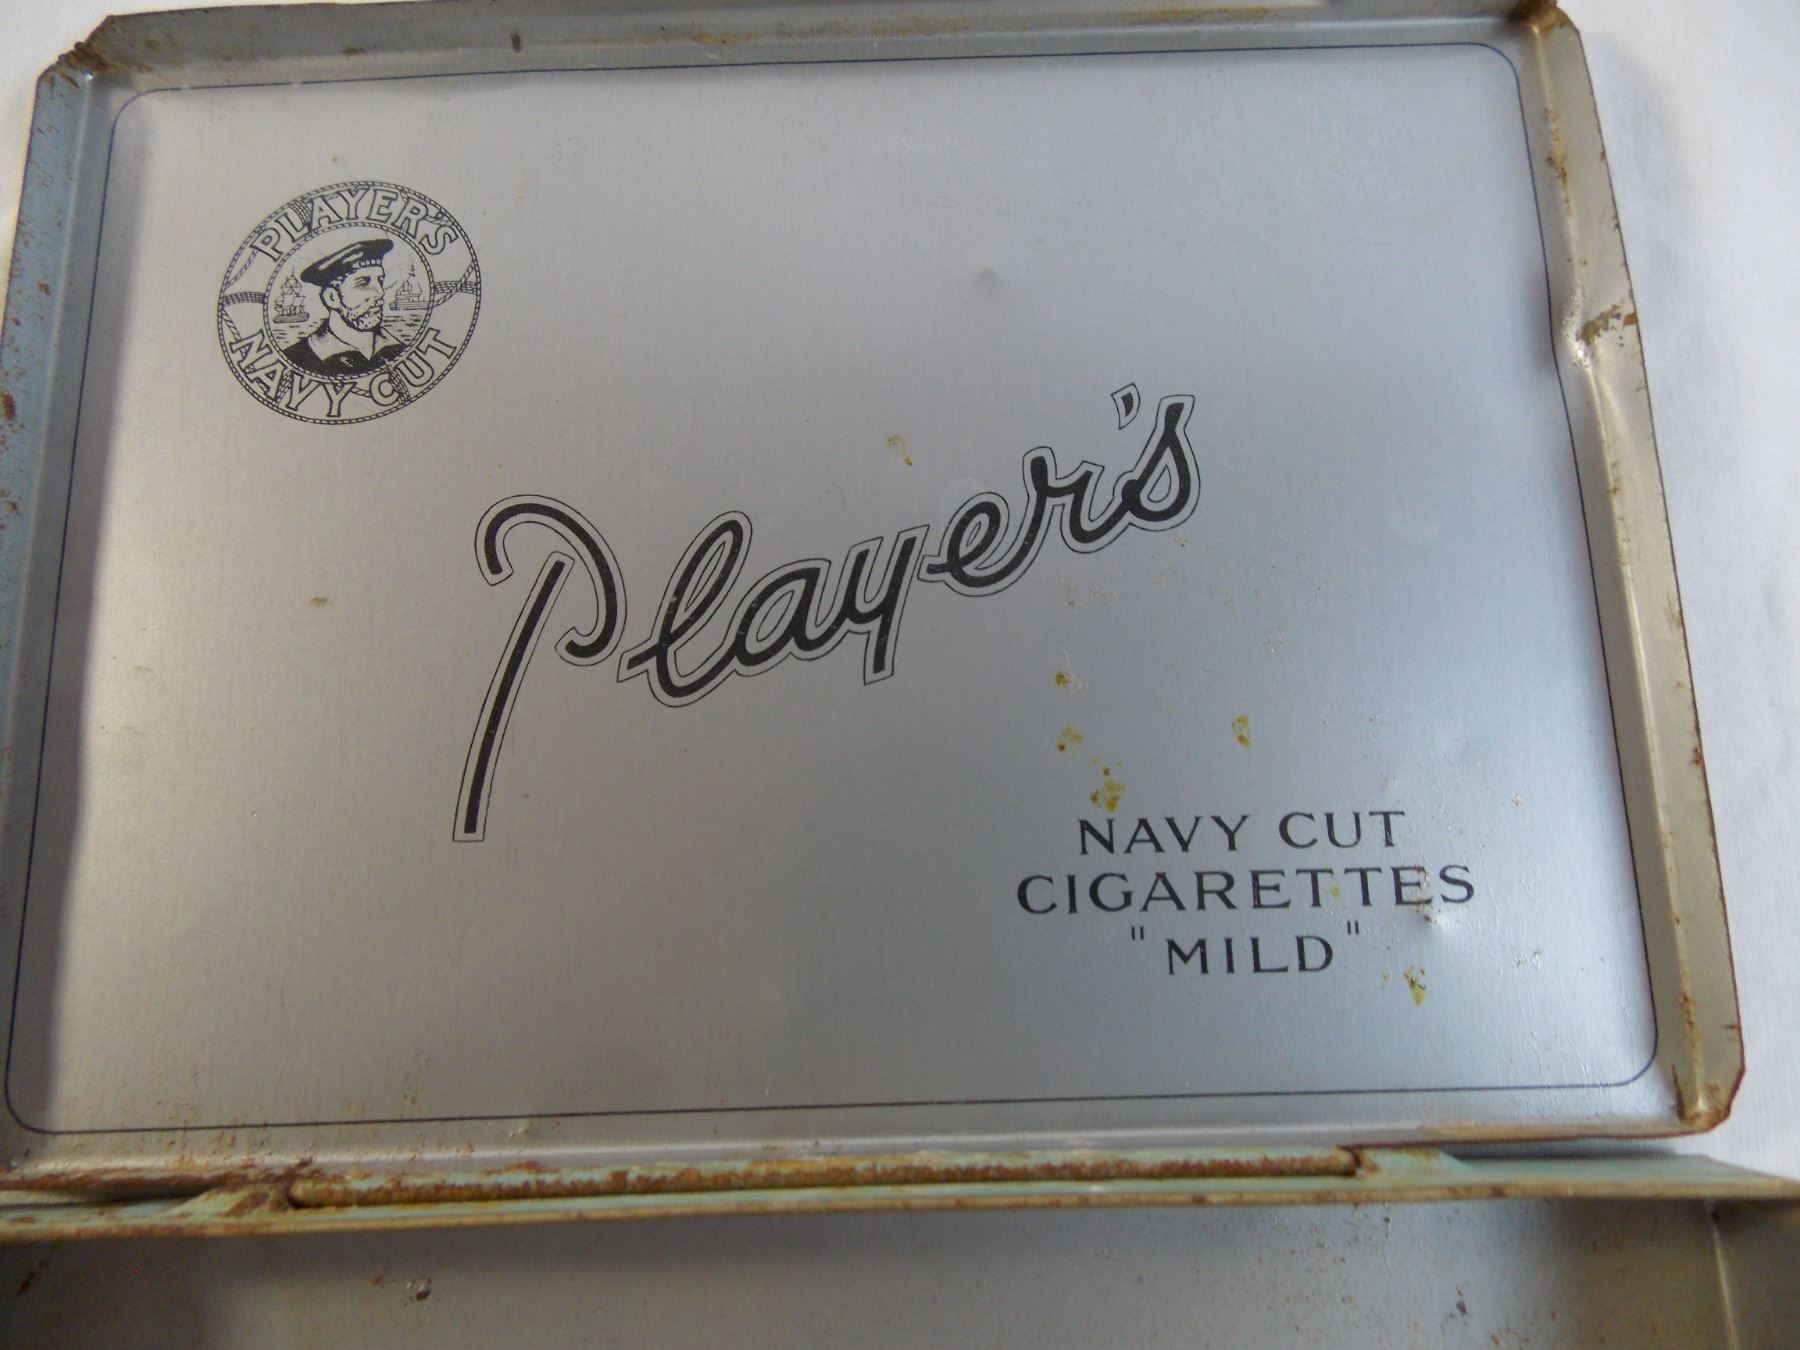 PLAYER'S
NAVY CUT
Player's
NAVY CUT
CIGARETTES
"MILD"